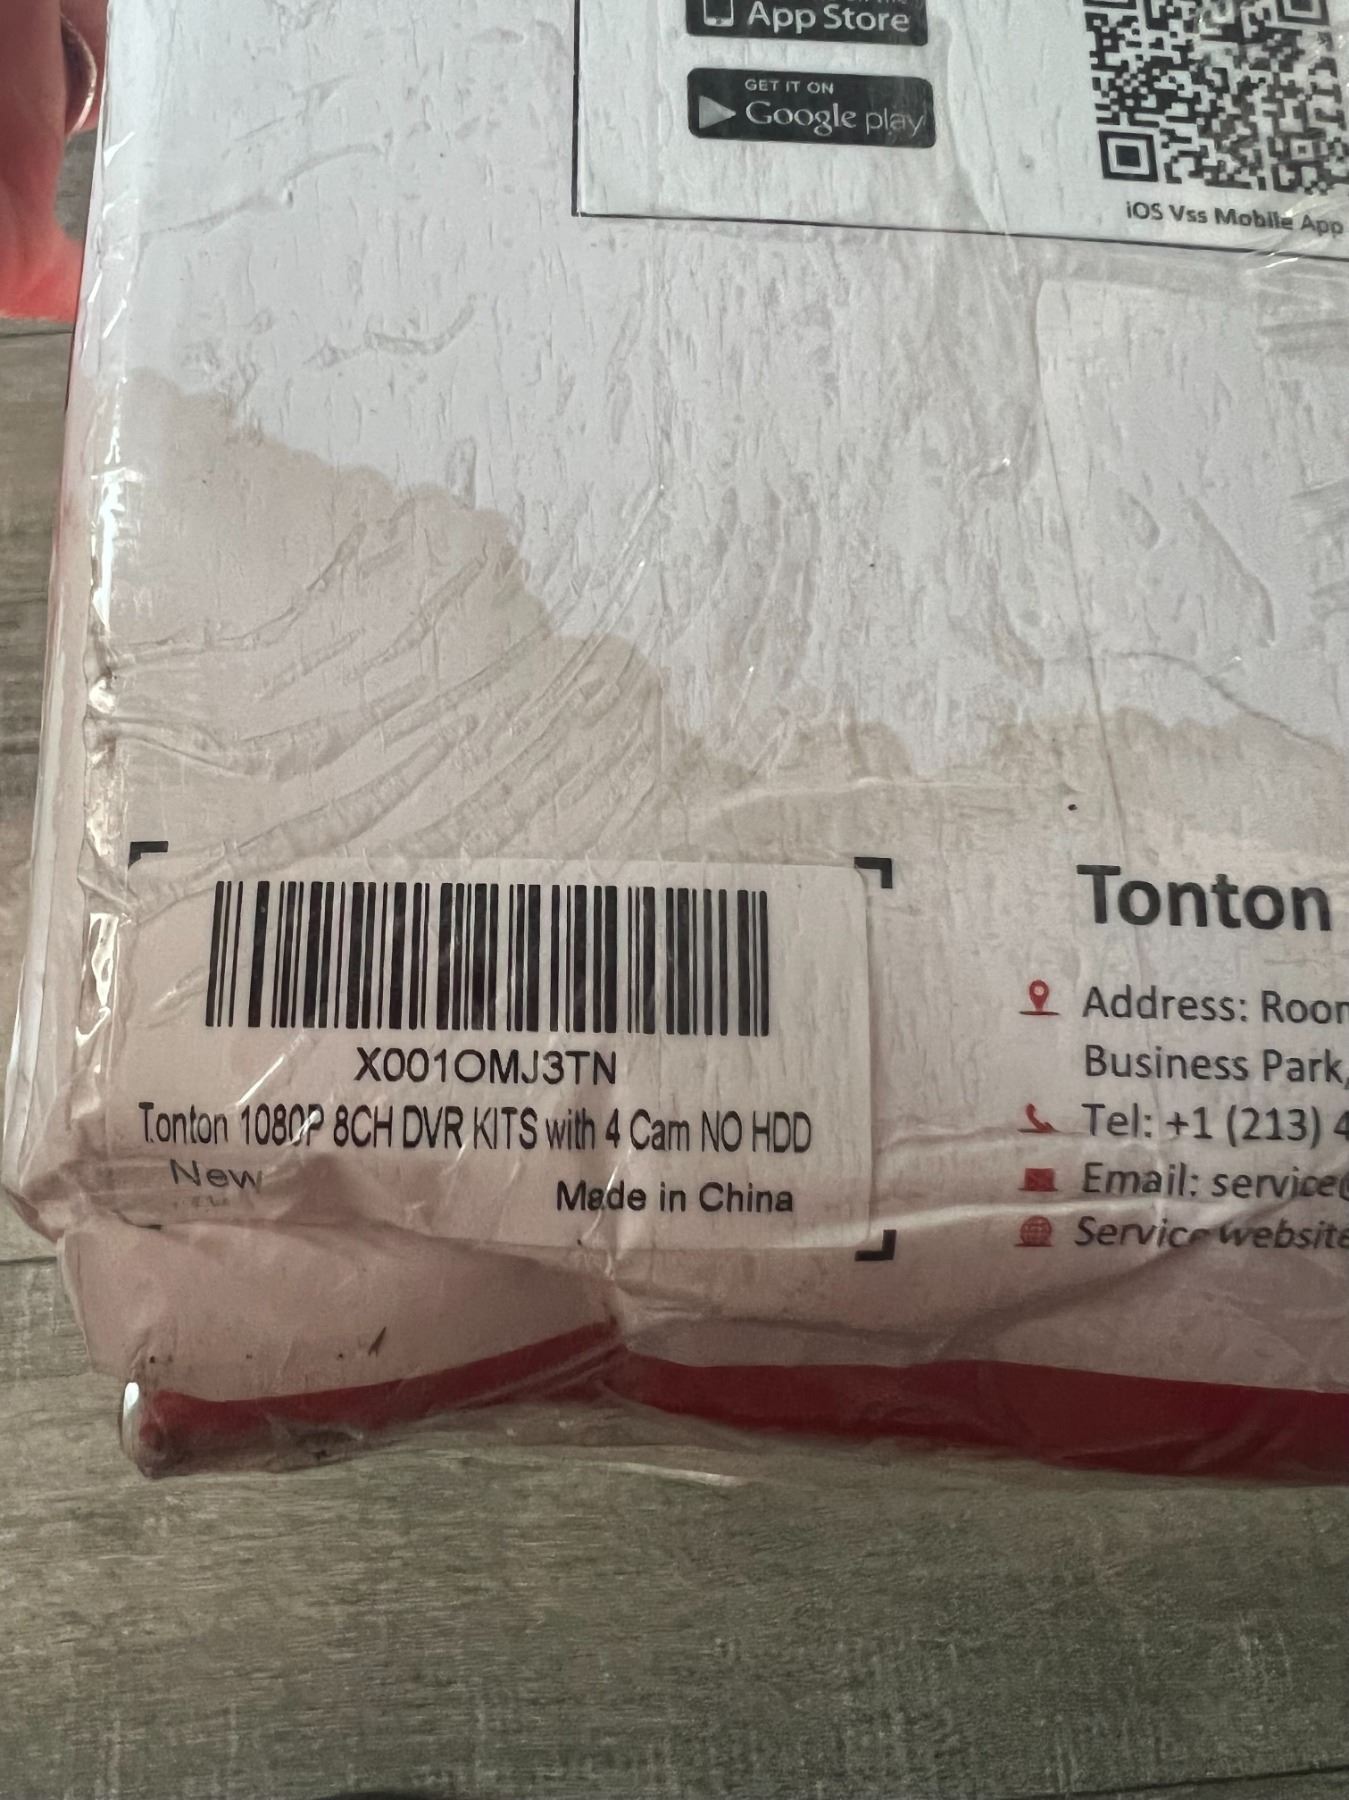 App Store
GET IT ON
Google play
iOS Vss Mobile App
X001OMJ3TN
Tonton 1080P 8CH DVR KITS with 4 Cam NO HDD
New
Made in China
Tonton
Address: Room
Business Park,
Tel: +1 (213) 4
Email: service@
Service website